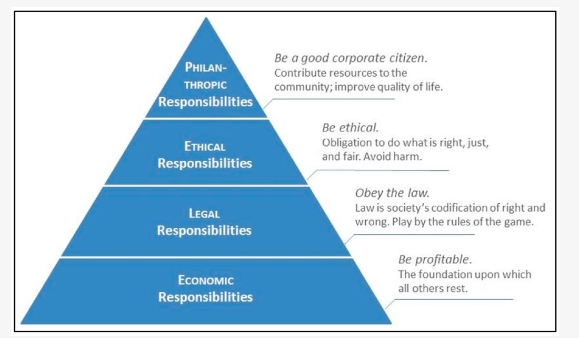 PHILAN-
THROPIC
Responsibilities
Be a good corporate citizen.
Contribute resources to the
community; improve quality of life.
ETHICAL
Responsibilities
Be ethical.
Obligation to do what is right, just,
and fair. Avoid harm.
LEGAL
Responsibilities
Obey the law.
Law is society's codification of right and
wrong. Play by the rules of the game.
ECONOMIC
Responsibilities
Be profitable.
The foundation upon which
all others rest.